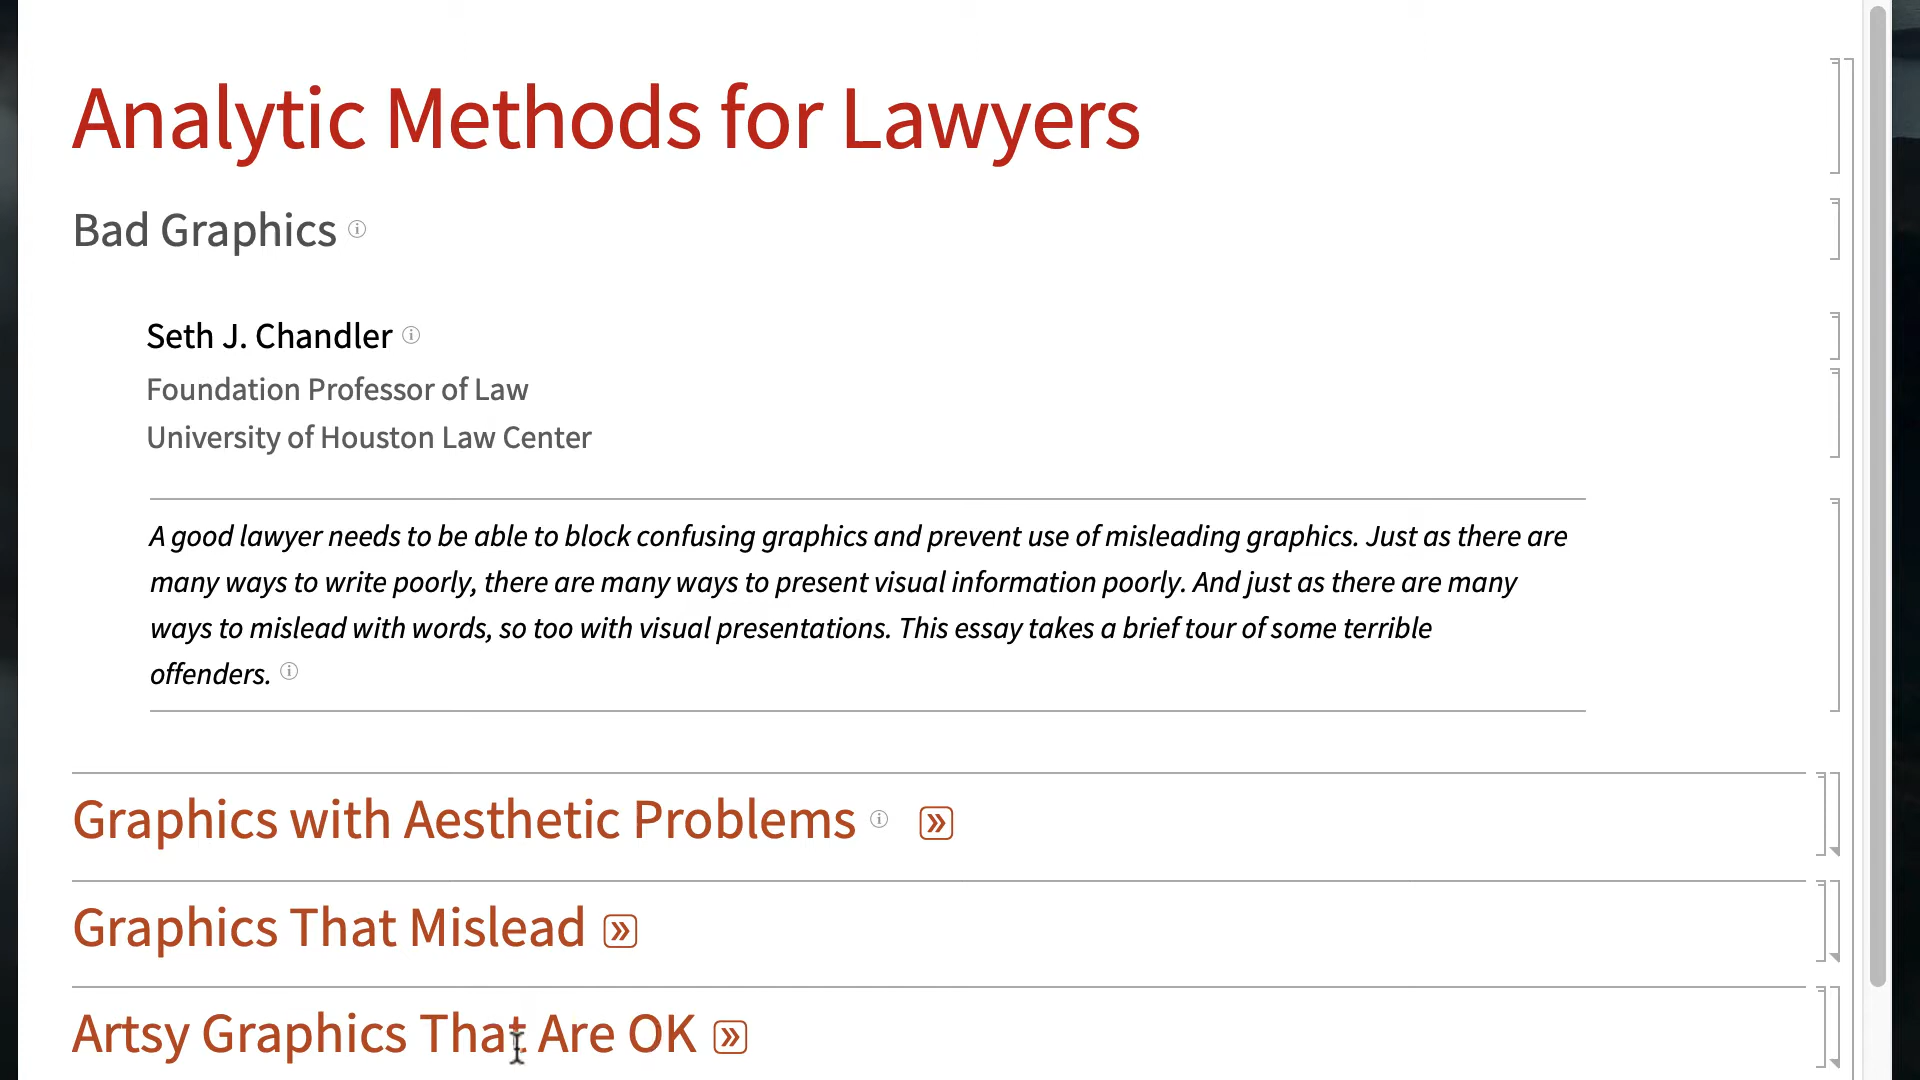 Analytic Methods for Lawyers
Bad Graphics
Seth J. Chandler
Foundation Professor of Law
University of Houston Law Center
A good lawyer needs to be able to block confusing graphics and prevent use of misleading graphics. Just as there are
many ways to write poorly, there are many ways to present visual information poorly. And just as there are many
ways to mislead with words, so too with visual presentations. This essay takes a brief tour of some terrible
offenders.
Graphics with Aesthetic Problems
Graphics That Mislead
Artsy Graphics That Are OK